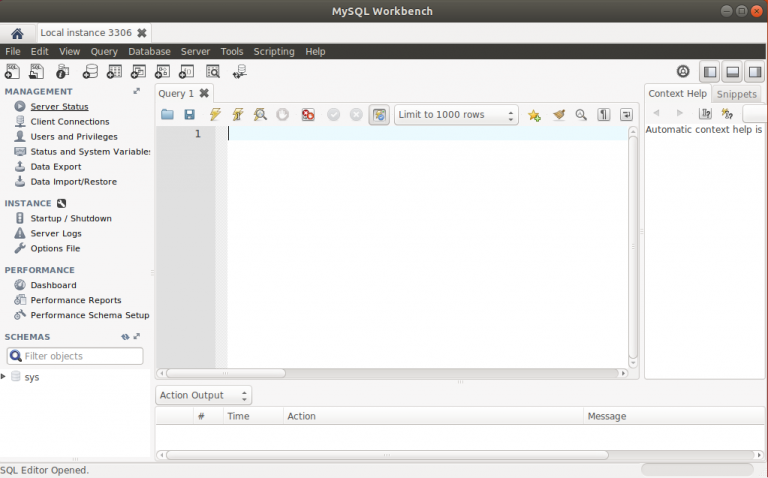 MySQL Workbench
Local instance 3306
File Edit View Query Database Server Tools Scripting Help
MANAGEMENT
Server Status
Client Connections
Users and Privileges
Status and System Variable
Data Export
Data Import/Restore
INSTANCE
Startup / Shutdown
Server Logs
Options File
PERFORMANCE
Dashboard
Performance Reports
Performance Schema Setup
SCHEMAS
Filter objects
sys
Query 1
Limit to 1000 rows
1
Context Help Snippets
Automatic context help is
Action Output
# Time Action Message
SQL Editor Opened.